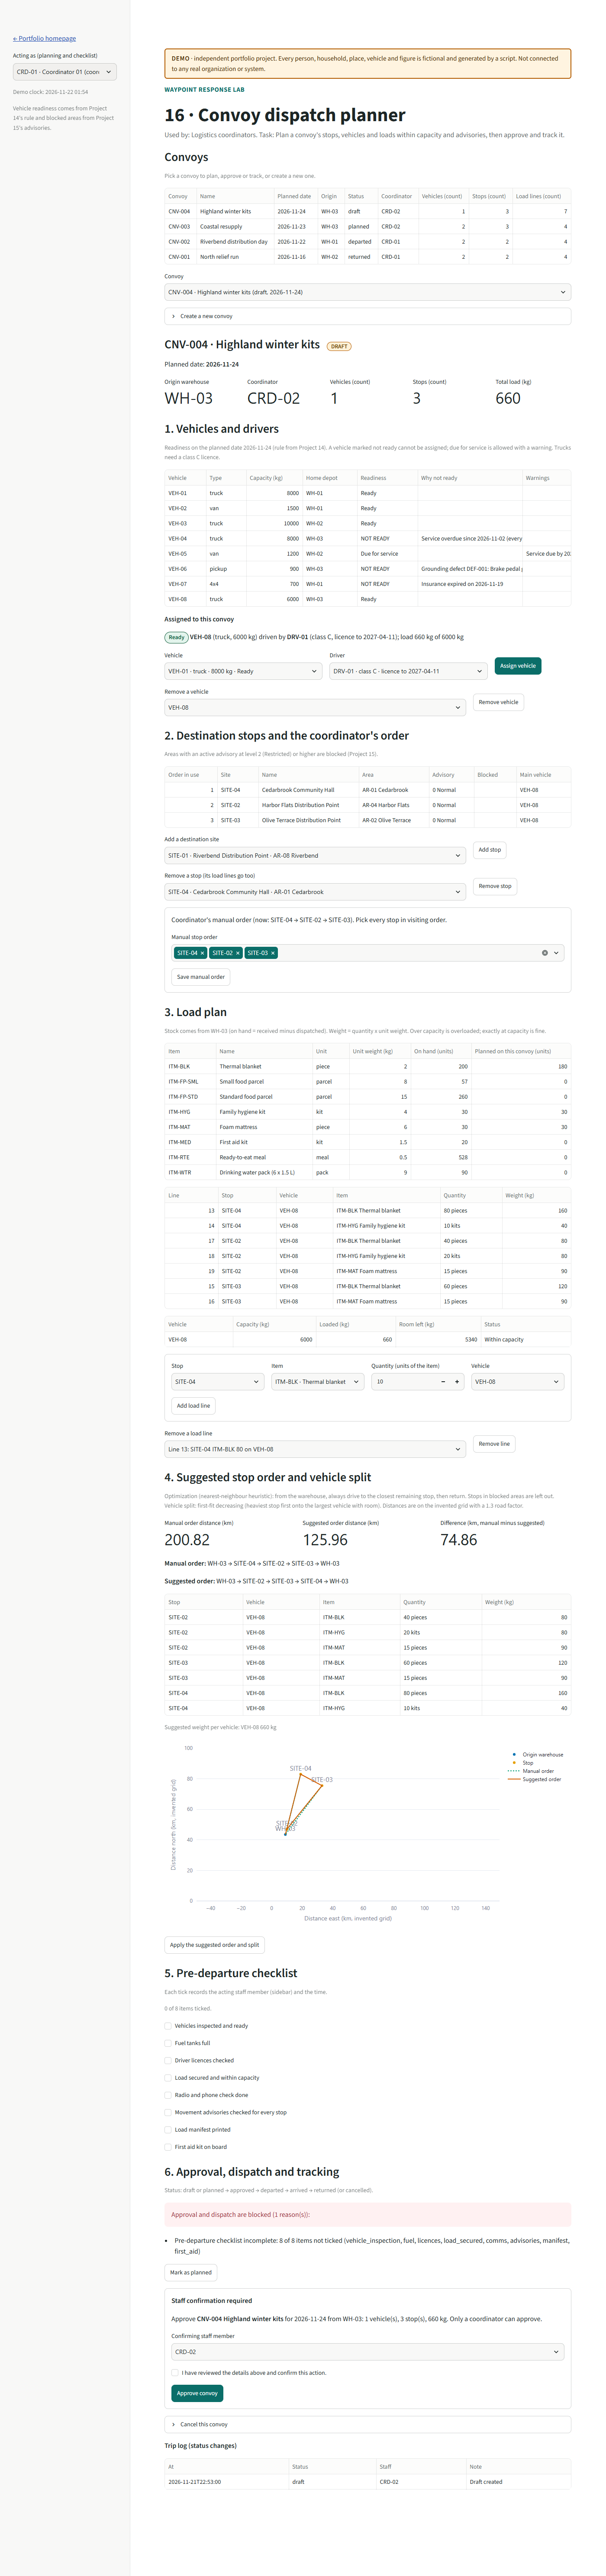 ← Portfolio homepage
Acting as (planning and checklist)
CRD-01 · Coordinator 01 (coor
Demo clock: 2026-11-22 01:54
Vehicle readiness comes from Project
14's rule and blocked areas from Project
15's advisories.
DEMO · independent portfolio project. Every person, household, place, vehicle and figure is fictional and generated by a script. Not connected
to any real organization or system.
WAYPOINT RESPONSE LAB
16 · Convoy dispatch planner
Used by: Logistics coordinators. Task: Plan a convoy's stops, vehicles and loads within capacity and advisories, then approve and track it.
Convoys
Pick a convoy to plan, approve or track, or create a new one.
Convoy Name Planned date Origin Status Coordinator Vehicles (count) Stops (count) Load lines (count)
CNV-004 Highland winter kits 2026-11-24 WH-03 draft CRD-02 1 3 7
CNV-003 Coastal resupply 2026-11-23 WH-03 planned CRD-02 2 3 4
CNV-002 Riverbend distribution day 2026-11-22 WH-01 departed CRD-01 2 2 4
CNV-001 North relief run 2026-11-16 WH-02 returned CRD-01 2 2 4
Convoy
CNV-004 · Highland winter kits (draft, 2026-11-24)
Create a new convoy
CNV-004 · Highland winter kits DRAFT
Planned date: 2026-11-24
Origin warehouse Coordinator Vehicles (count) Stops (count) Total load (kg)
WH-03 CRD-02 1 3 660
1. Vehicles and drivers
Readiness on the planned date 2026-11-24 (rule from Project 14). A vehicle marked not ready cannot be assigned; due for service is allowed with a warning. Trucks
need a class C licence.
Vehicle Type Capacity (kg) Home depot Readiness Why not ready Warnings
VEH-01 truck 8000 WH-01 Ready
VEH-02 van 1500 WH-01 Ready
VEH-03 truck 10000 WH-02 Ready
VEH-04 truck 8000 WH-03 NOT READY Service overdue since 2026-11-02 (every
VEH-05 van 1200 WH-02 Due for service Service due by 20
VEH-06 pickup 900 WH-03 NOT READY Grounding defect DEF-001: Brake pedal
VEH-07 4x4 700 WH-01 NOT READY Insurance expired on 2026-11-19
VEH-08 truck 6000 WH-03 Ready
Assigned to this convoy
Ready VEH-08 (truck, 6000 kg) driven by DRV-01 (class C, licence to 2027-04-11); load 660 kg of 6000 kg
Vehicle Driver
VEH-01 · truck · 8000 kg · Ready DRV-01 · class C · licence to 2027-04-11 Assign vehicle
Remove a vehicle
VEH-08 Remove vehicle
2. Destination stops and the coordinator's order
Areas with an active advisory at level 2 (Restricted) or higher are blocked (Project 15).
Order in use Site Name Area Advisory Blocked Main vehicle
1 SITE-04 Cedarbrook Community Hall AR-01 Cedarbrook 0 Normal VEH-08
2 SITE-02 Harbor Flats Distribution Point AR-04 Harbor Flats 0 Normal VEH-08
3 SITE-03 Olive Terrace Distribution Point AR-02 Olive Terrace 0 Normal VEH-08
Add a destination site
SITE-01 · Riverbend Distribution Point · AR-08 Riverbend Add stop
Remove a stop (its load lines go too)
SITE-04 · Cedarbrook Community Hall · AR-01 Cedarbrook Remove stop
Coordinator's manual order (now: SITE-04 → SITE-02 → SITE-03). Pick every stop in visiting order.
Manual stop order
SITE-04 × SITE-02 × SITE-03 ×
Save manual order
3. Load plan
Stock comes from WH-03 (on hand = received minus dispatched). Weight = quantity x unit weight. Over capacity is overloaded; exactly at capacity is fine.
Item Name Unit Unit weight (kg) On hand (units) Planned on this convoy (units)
ITM-BLK Thermal blanket piece 2 200 180
ITM-FP-SML Small food parcel parcel 8 57 0
ITM-FP-STD Standard food parcel parcel 15 260 0
ITM-HYG Family hygiene kit kit 4 30 30
ITM-MAT Foam mattress piece 6 30 30
ITM-MED First aid kit kit 1.5 20 0
ITM-RTE Ready-to-eat meal meal 0.5 528 0
ITM-WTR Drinking water pack (6 x 1.5 L) pack 9 90 0
Line Stop Vehicle Item Quantity Weight (kg)
13 SITE-04 VEH-08 ITM-BLK Thermal blanket 80 pieces 160
14 SITE-04 VEH-08 ITM-HYG Family hygiene kit 10 kits 40
17 SITE-02 VEH-08 ITM-BLK Thermal blanket 40 pieces 80
18 SITE-02 VEH-08 ITM-HYG Family hygiene kit 20 kits 80
19 SITE-02 VEH-08 ITM-MAT Foam mattress 15 pieces 90
15 SITE-03 VEH-08 ITM-BLK Thermal blanket 60 pieces 120
16 SITE-03 VEH-08 ITM-MAT Foam mattress 15 pieces 90
Vehicle Capacity (kg) Loaded (kg) Room left (kg) Status
VEH-08 6000 660 5340 Within capacity
Stop Item Quantity (units of the item) Vehicle
SITE-04 ITM-BLK · Thermal blanket 10 VEH-08
Add load line
Remove a load line
Line 13: SITE-04 ITM-BLK 80 on VEH-08 Remove line
4. Suggested stop order and vehicle split
Optimization (nearest-neighbour heuristic): from the warehouse, always drive to the closest remaining stop, then return. Stops in blocked areas are left out.
Vehicle split: first-fit decreasing (heaviest stop first onto the largest vehicle with room). Distances are on the invented grid with a 1.3 road factor.
Manual order distance (km) Suggested order distance (km) Difference (km, manual minus suggested)
200.82 125.96 74.86
Manual order: WH-03 → SITE-04 → SITE-02 → SITE-03 → WH-03
Suggested order: WH-03 → SITE-02 → SITE-03 → SITE-04 → WH-03
Stop Vehicle Item Quantity Weight (kg)
SITE-02 VEH-08 ITM-BLK 40 pieces 80
SITE-02 VEH-08 ITM-HYG 20 kits 80
SITE-02 VEH-08 ITM-MAT 15 pieces 90
SITE-03 VEH-08 ITM-BLK 60 pieces 120
SITE-03 VEH-08 ITM-MAT 15 pieces 90
SITE-04 VEH-08 ITM-BLK 80 pieces 160
SITE-04 VEH-08 ITM-HYG 10 kits 40
Suggested weight per vehicle: VEH-08 660 kg
Origin warehouse
Stop
Manual order
Suggested order
100
80
60
40
20
0
SITE-04
SITE-03
WH-03
−40 −20 0 20 40 60 80 100 120 140
Distance east (km, invented grid)
Distance north (km, invented grid)
Apply the suggested order and split
5. Pre-departure checklist
Each tick records the acting staff member (sidebar) and the time.
0 of 8 items ticked.
Vehicles inspected and ready
Fuel tanks full
Driver licences checked
Load secured and within capacity
Radio and phone check done
Movement advisories checked for every stop
Load manifest printed
First aid kit on board
6. Approval, dispatch and tracking
Status: draft or planned → approved → departed → arrived → returned (or cancelled).
Approval and dispatch are blocked (1 reason(s)):
• Pre-departure checklist incomplete: 8 of 8 items not ticked (vehicle_inspection, fuel, licences, load_secured, comms, advisories, manifest,
first_aid)
Mark as planned
Staff confirmation required
Approve CNV-004 Highland winter kits for 2026-11-24 from WH-03: 1 vehicle(s), 3 stop(s), 660 kg. Only a coordinator can approve.
Confirming staff member
CRD-02
I have reviewed the details above and confirm this action.
Approve convoy
Cancel this convoy
Trip log (status changes)
At Status Staff Note
2026-11-21T22:53:00 draft CRD-02 Draft created